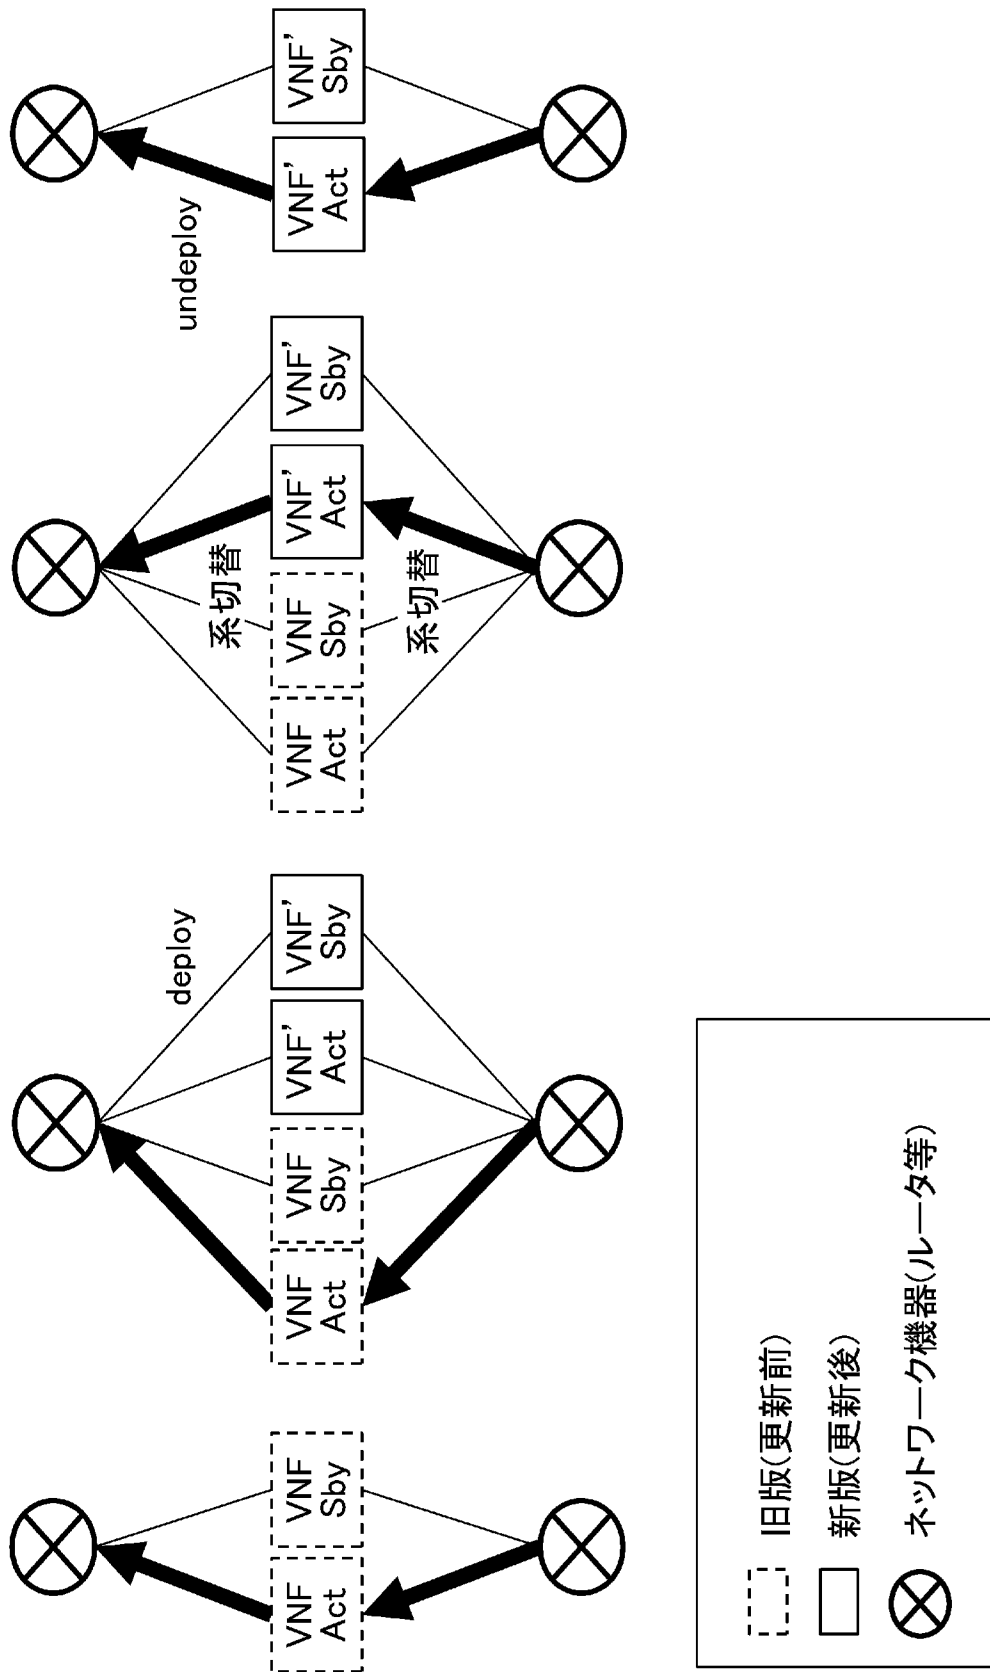 VNF
Act
VNF
Sby
deploy
VNF
Act
VNF
Sby
VNF’
Act
VNF’
Sby
系切替
VNF
Act
VNF
Sby
VNF’
Act
VNF’
Sby
系切替
undeploy
VNF’
Act
VNF’
Sby
旧版(更新前)
新版(更新後)
ネットワーク機器(ルータ等)